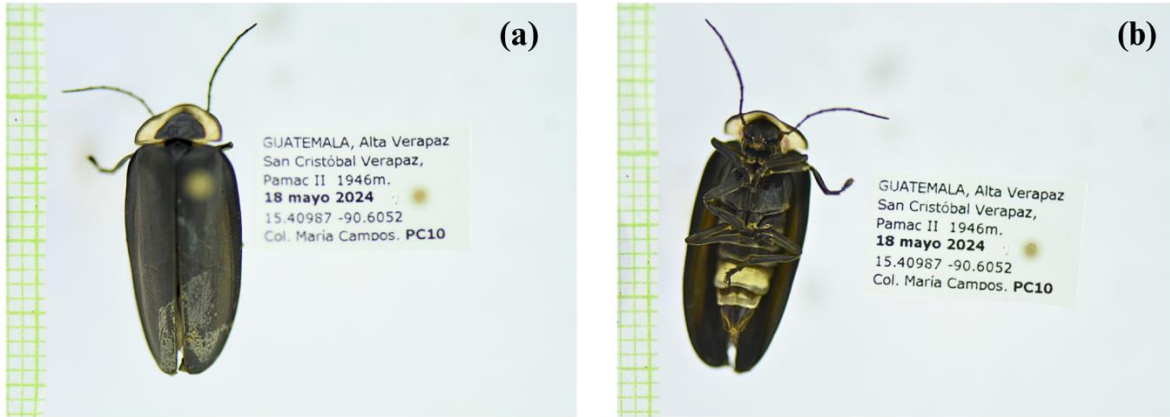 (a)
GUATEMALA, Alta Verapaz
San Cristóbal Verapaz,
Pamac II 1946m.
18 mayo 2024
15.40987 -90.6052
Col. María Campos. PC10
(b)
GUATEMALA, Alta Verapaz
San Cristóbal Verapaz,
Pamac II 1946m.
18 mayo 2024
15.40987 -90.6052
Col. María Campos. PC10